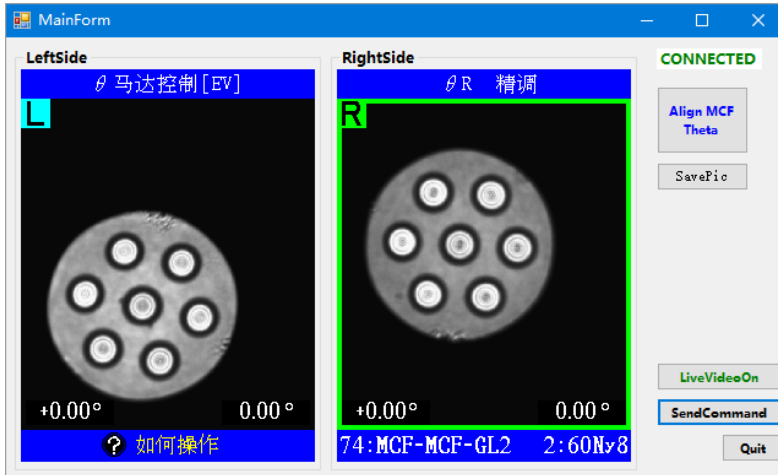 MainForm
LeftSide
θ马达控制[EV]
L
+0.00° 0.00°
? 如何操作
RightSide
θR 精调
R
+0.00° 0.00°
74:MCF-MCF-GL2 2:60Ny8
CONNECTED
Align MCF
Theta
SavePic
LiveVideoOn
SendCommand
Quit